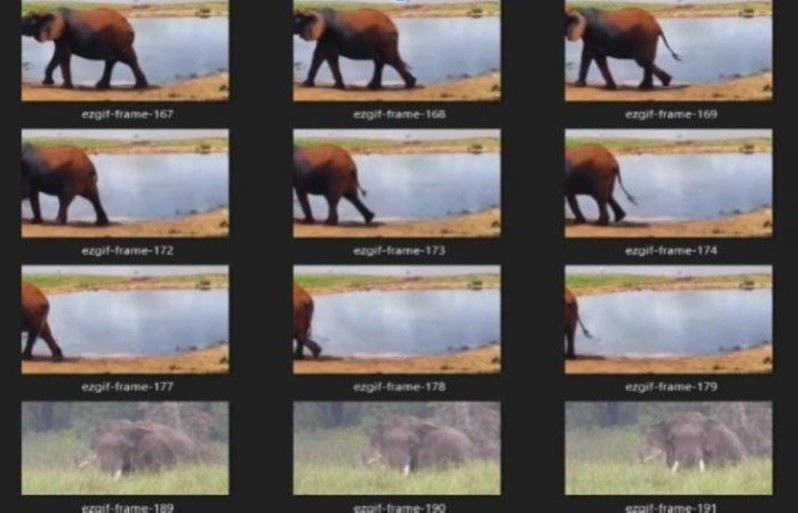 ezgif-frame-167
ezgif-frame-168
ezgif-frame-169
ezgif-frame-172
ezgif-frame-173
ezgif-frame-174
ezgif-frame-177
ezgif-frame-178
ezgif-frame-179
ezgif-frame-189
ezgif-frame-190
ezgif-frame-191